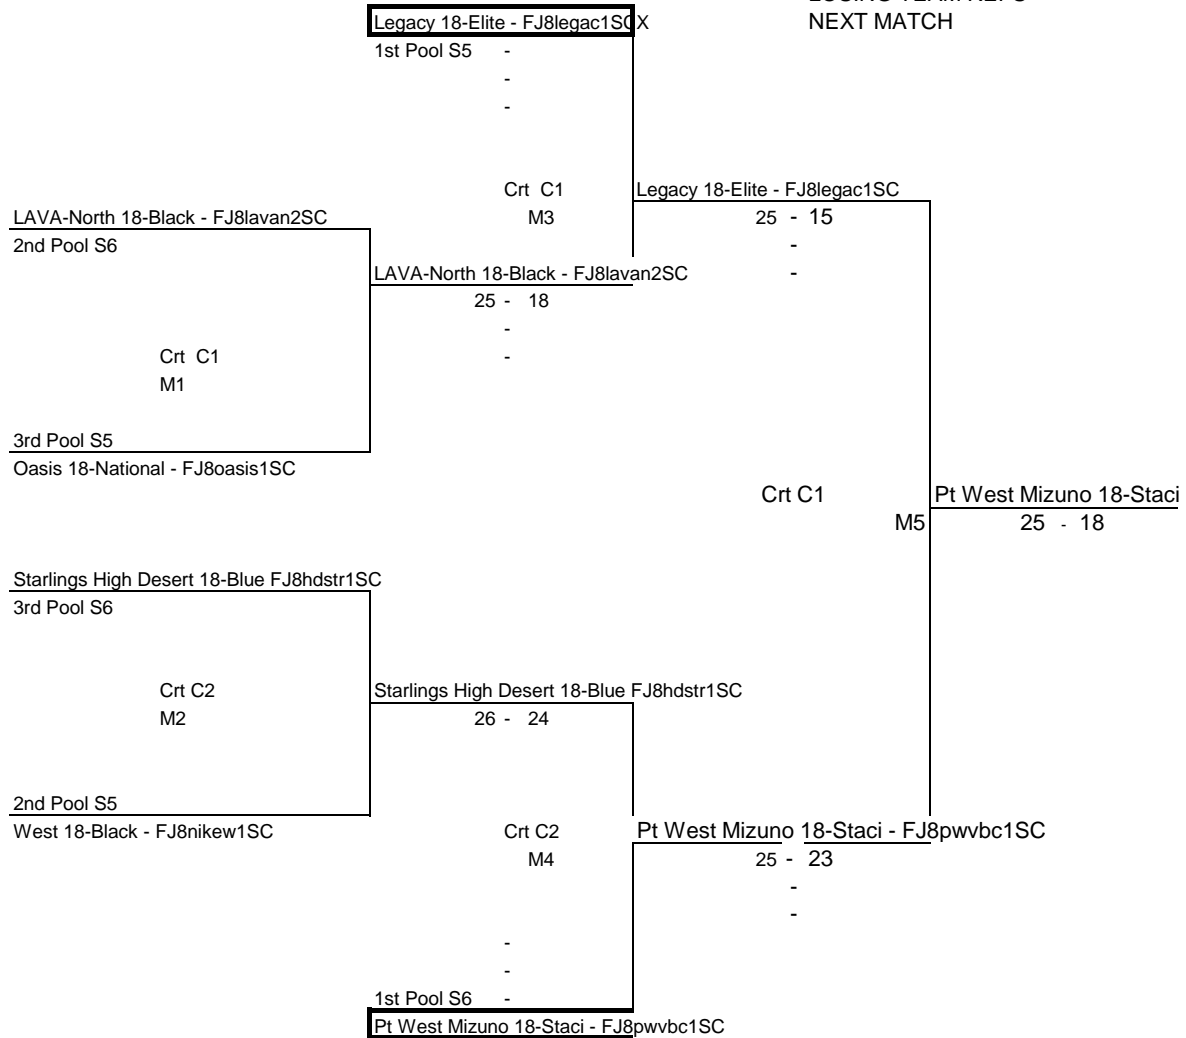 Legacy 18-Elite - FJ8legac1SCX
NEXT MATCH
1st Pool S5 -
-
-
Crt C1
Legacy 18-Elite - FJ8legac1SC
LAVA-North 18-Black - FJ8lavan2SC
M3
25 - 15
2nd Pool S6
-
LAVA-North 18-Black - FJ8lavan2SC
-
25 - 18
-
Crt C1
-
M1
3rd Pool S5
Oasis 18-National - FJ8oasis1SC
Crt C1
Pt West Mizuno 18-Staci
M5
25 - 18
Starlings High Desert 18-Blue FJ8hdstr1SC
3rd Pool S6
Crt C2
Starlings High Desert 18-Blue FJ8hdstr1SC
M2
26 - 24
2nd Pool S5
West 18-Black - FJ8nikew1SC
Crt C2
Pt West Mizuno 18-Staci - FJ8pwvbc1SC
M4
25 - 23
-
-
-
-
1st Pool S6 -
Pt West Mizuno 18-Staci - FJ8pwvbc1SC